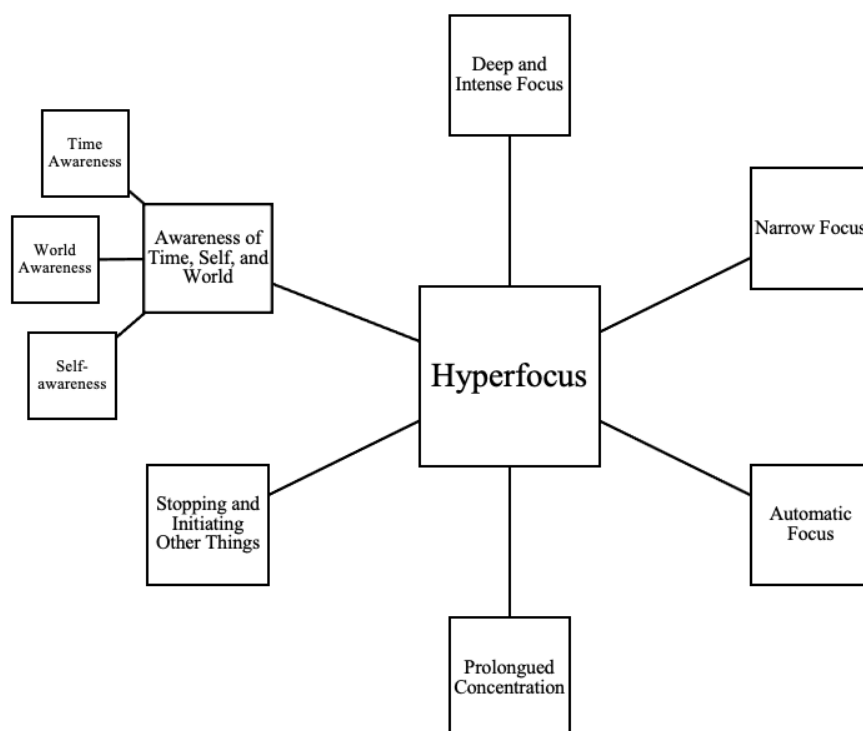 Deep and
Intense Focus
Time
Awareness
Narrow Focus
Awareness of
Time, Self, and
World
World
Awareness
Hyperfocus
Self-
awareness
Stopping and
Initiating
Other Things
Automatic
Focus
Prolongued
Concentration